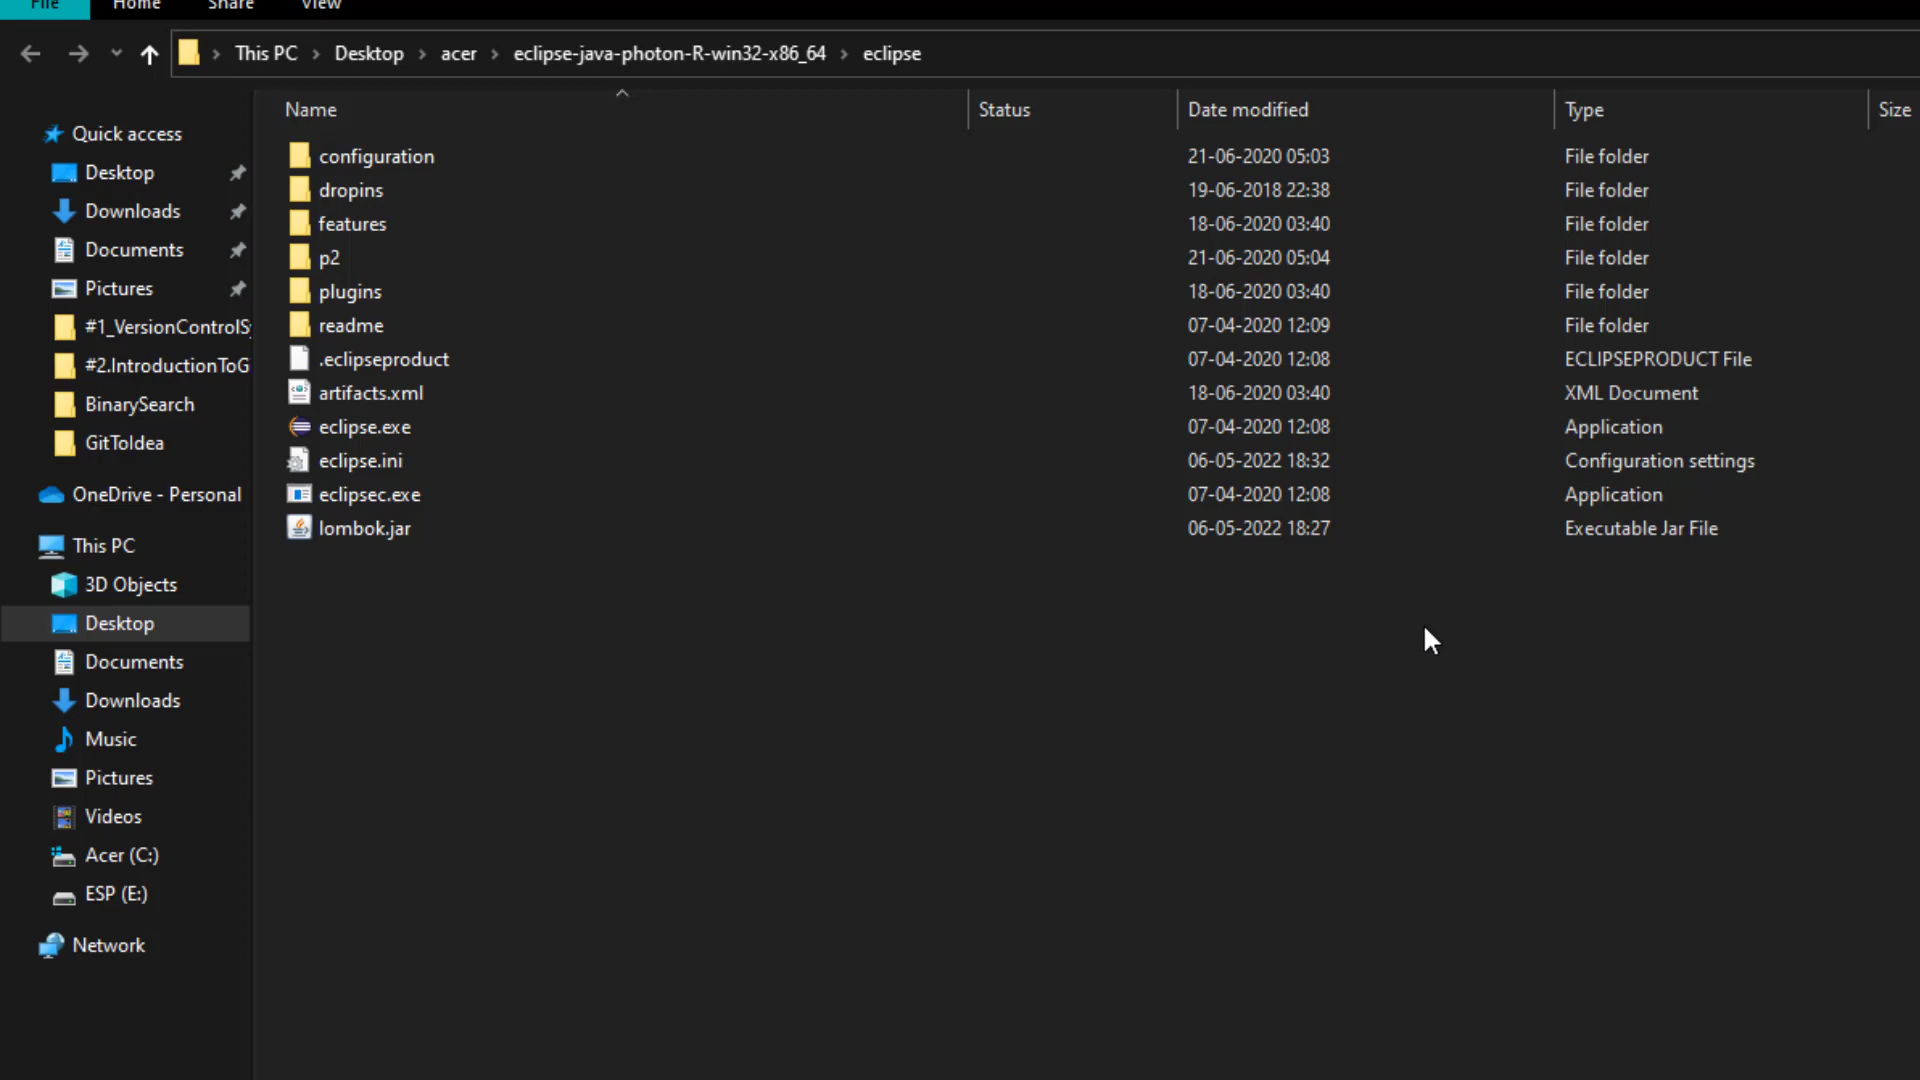 File Home Share View
This PC > Desktop > acer > eclipse-java-photon-R-win32-x86_64 > eclipse
Name Status Date modified Type Size
configuration 21-06-2020 05:03 File folder
dropins 19-06-2018 22:38 File folder
features 18-06-2020 03:40 File folder
p2 21-06-2020 05:04 File folder
plugins 18-06-2020 03:40 File folder
readme 07-04-2020 12:09 File folder
.eclipseproduct 07-04-2020 12:08 ECLIPSEPRODUCT File
artifacts.xml 18-06-2020 03:40 XML Document
eclipse.exe 07-04-2020 12:08 Application
eclipse.ini 06-05-2022 18:32 Configuration settings
eclipsec.exe 07-04-2020 12:08 Application
lombok.jar 06-05-2022 18:27 Executable Jar File
Quick access
Desktop
Downloads
Documents
Pictures
#1_VersionControlSy
#2.IntroductionToG
BinarySearch
GitToIdea
OneDrive - Personal
This PC
3D Objects
Desktop
Documents
Downloads
Music
Pictures
Videos
Acer (C:)
ESP (E:)
Network